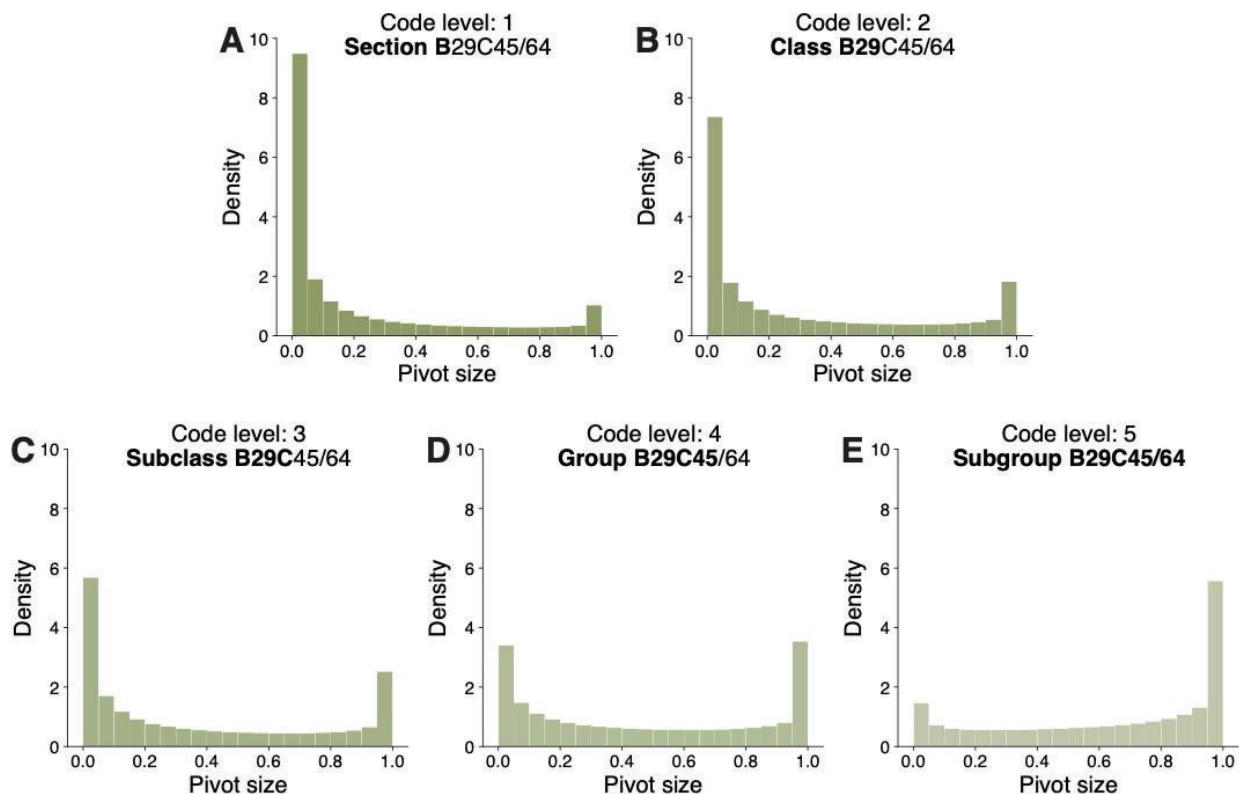 A
Code level: 1
Section B29C45/64
10
8
6
4
2
0
Density
0.0 0.2 0.4 0.6 0.8 1.0
Pivot size
B
Code level: 2
Class B29C45/64
10
8
6
4
2
0
Density
0.0 0.2 0.4 0.6 0.8 1.0
Pivot size
C
Code level: 3
Subclass B29C45/64
10
8
6
4
2
0
Density
0.0 0.2 0.4 0.6 0.8 1.0
Pivot size
D
Code level: 4
Group B29C45/64
10
8
6
4
2
0
Density
0.0 0.2 0.4 0.6 0.8 1.0
Pivot size
E
Code level: 5
Subgroup B29C45/64
10
8
6
4
2
0
Density
0.0 0.2 0.4 0.6 0.8 1.0
Pivot size